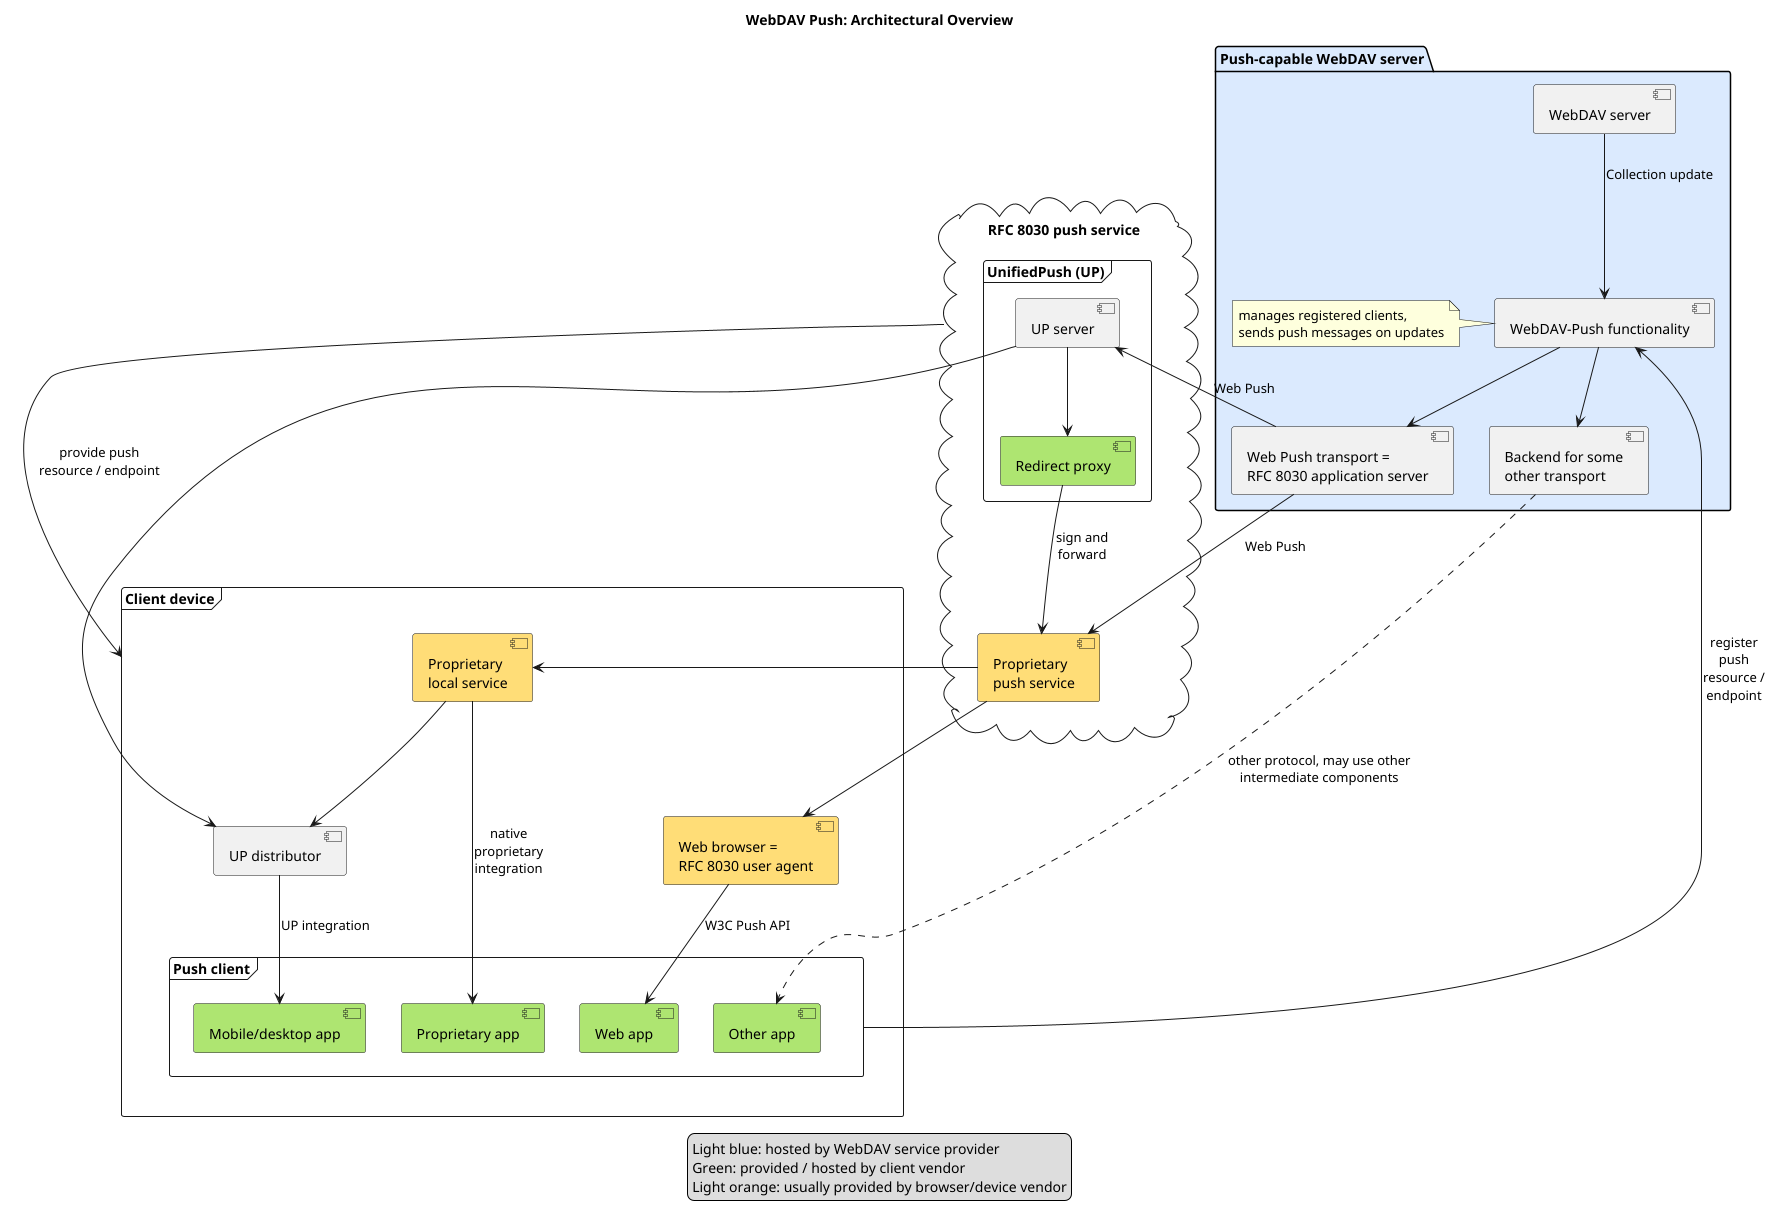 WebDAV Push: Architectural Overview
Push-capable WebDAV server
WebDAV server
Collection update
RFC 8030 push service
UnifiedPush (UP)
UP server
manages registered clients,
sends push messages on updates
WebDAV-Push functionality
Web Push
Redirect proxy
Web Push transport =
RFC 8030 application server
Backend for some
other transport
provide push
resource / endpoint
sign and
forward
Web Push
Client device
Proprietary
local service
Proprietary
push service
register
push
resource /
endpoint
other protocol, may use other
intermediate components
UP distributor
native
proprietary
integration
Web browser =
RFC 8030 user agent
UP integration
W3C Push API
Push client
Mobile/desktop app
Proprietary app
Web app
Other app
Light blue: hosted by WebDAV service provider
Green: provided / hosted by client vendor
Light orange: usually provided by browser/device vendor